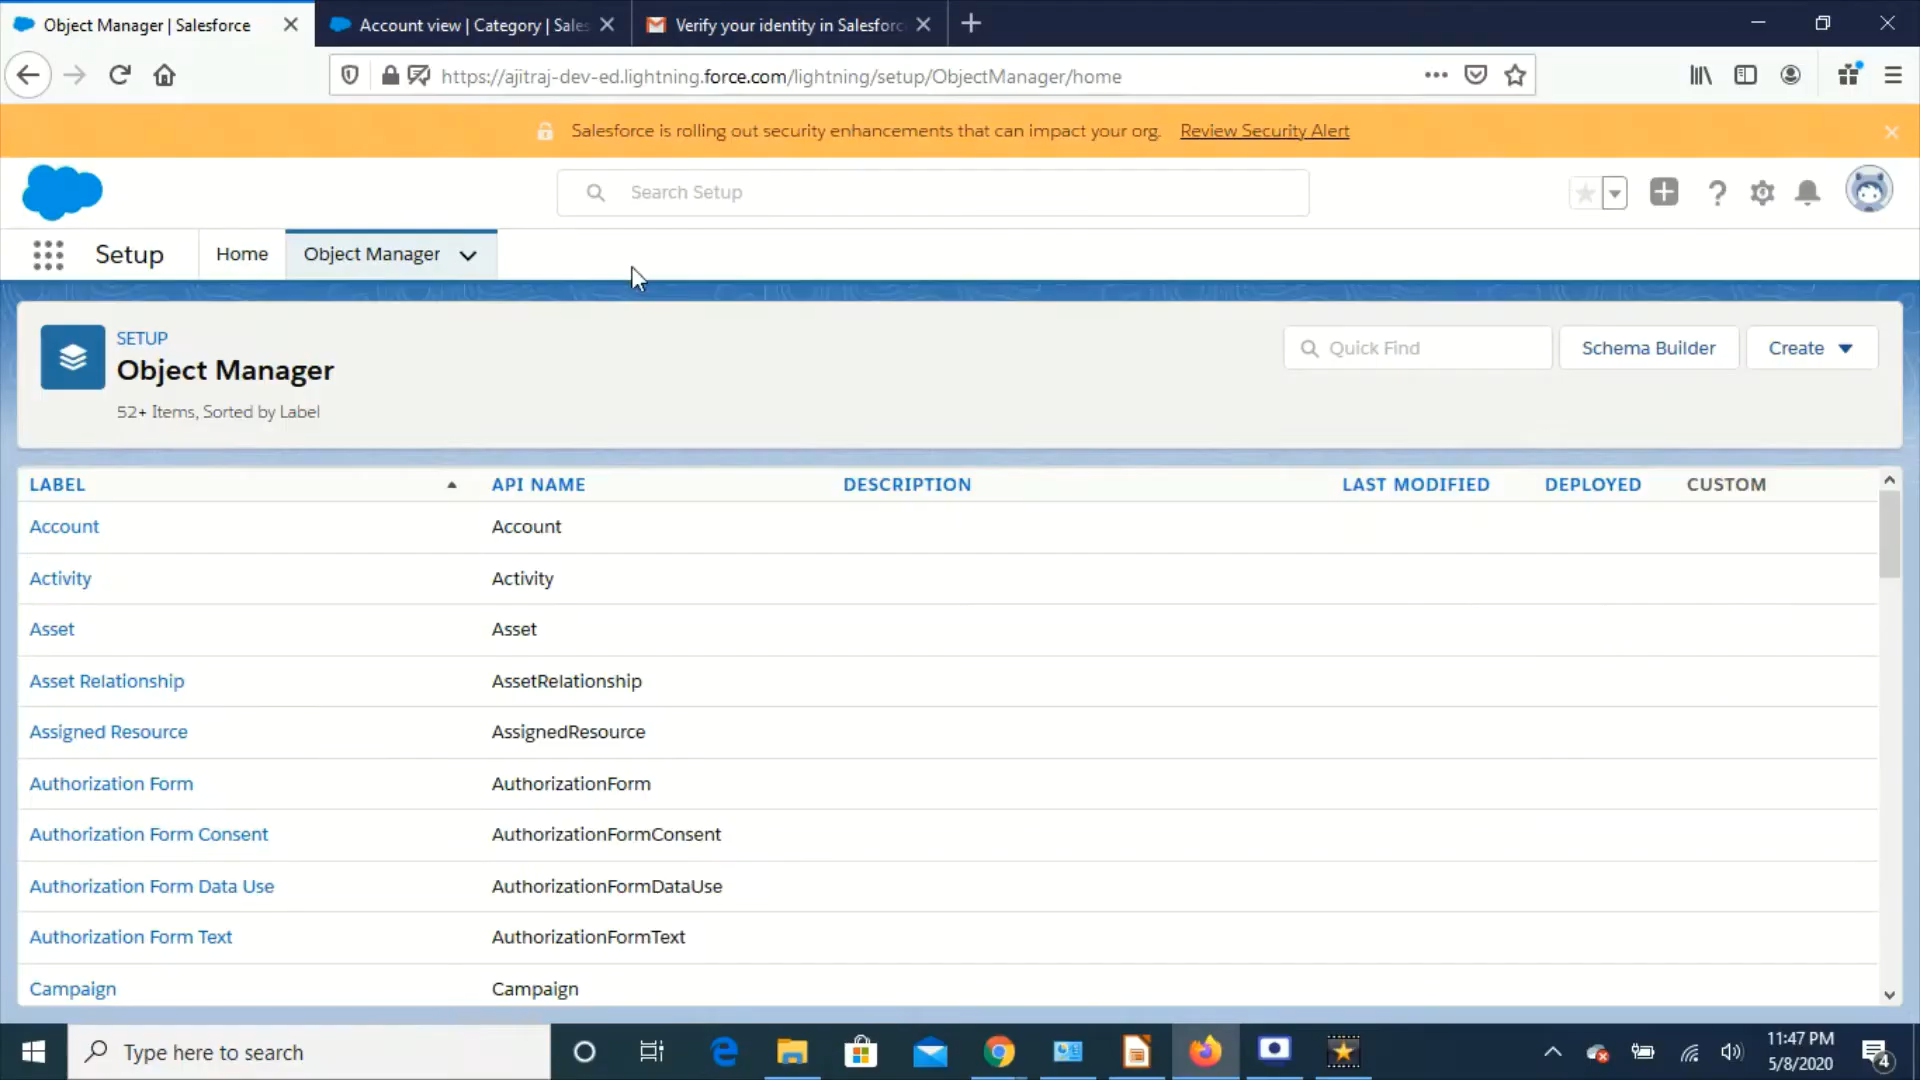 Object Manager | Salesforce
Account view | Category | Sales
Verify your identity in Salesforc
https://ajitraj-dev-ed.lightning.force.com/lightning/setup/ObjectManager/home
Salesforce is rolling out security enhancements that can impact your org. Review Security Alert
Search Setup
Setup
Home
Object Manager
SETUP
Object Manager
52+ Items, Sorted by Label
Quick Find
Schema Builder
Create
LABEL API NAME DESCRIPTION LAST MODIFIED DEPLOYED CUSTOM
Account Account
Activity Activity
Asset Asset
Asset Relationship AssetRelationship
Assigned Resource AssignedResource
Authorization Form AuthorizationForm
Authorization Form Consent AuthorizationFormConsent
Authorization Form Data Use AuthorizationFormDataUse
Authorization Form Text AuthorizationFormText
Campaign Campaign
Type here to search
11:47 PM
5/8/2020
4